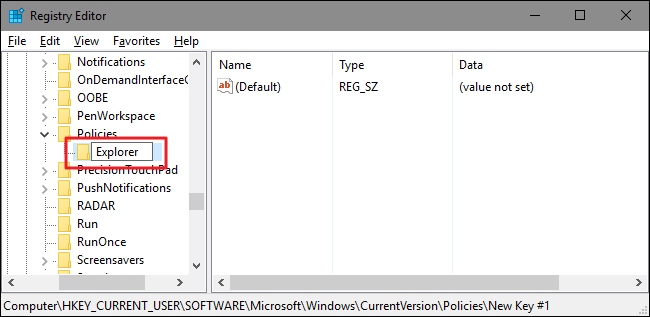 Registry Editor
File Edit View Favorites Help
Notifications
OnDemandInterfaceC
OOBE
PenWorkspace
Policies
Explorer
PrecisionTouchPad
PushNotifications
RADAR
Run
RunOnce
Screensavers
Name Type Data
ab (Default) REG_SZ (value not set)
Computer\HKEY_CURRENT_USER\SOFTWARE\Microsoft\Windows\CurrentVersion\Policies\New Key #1